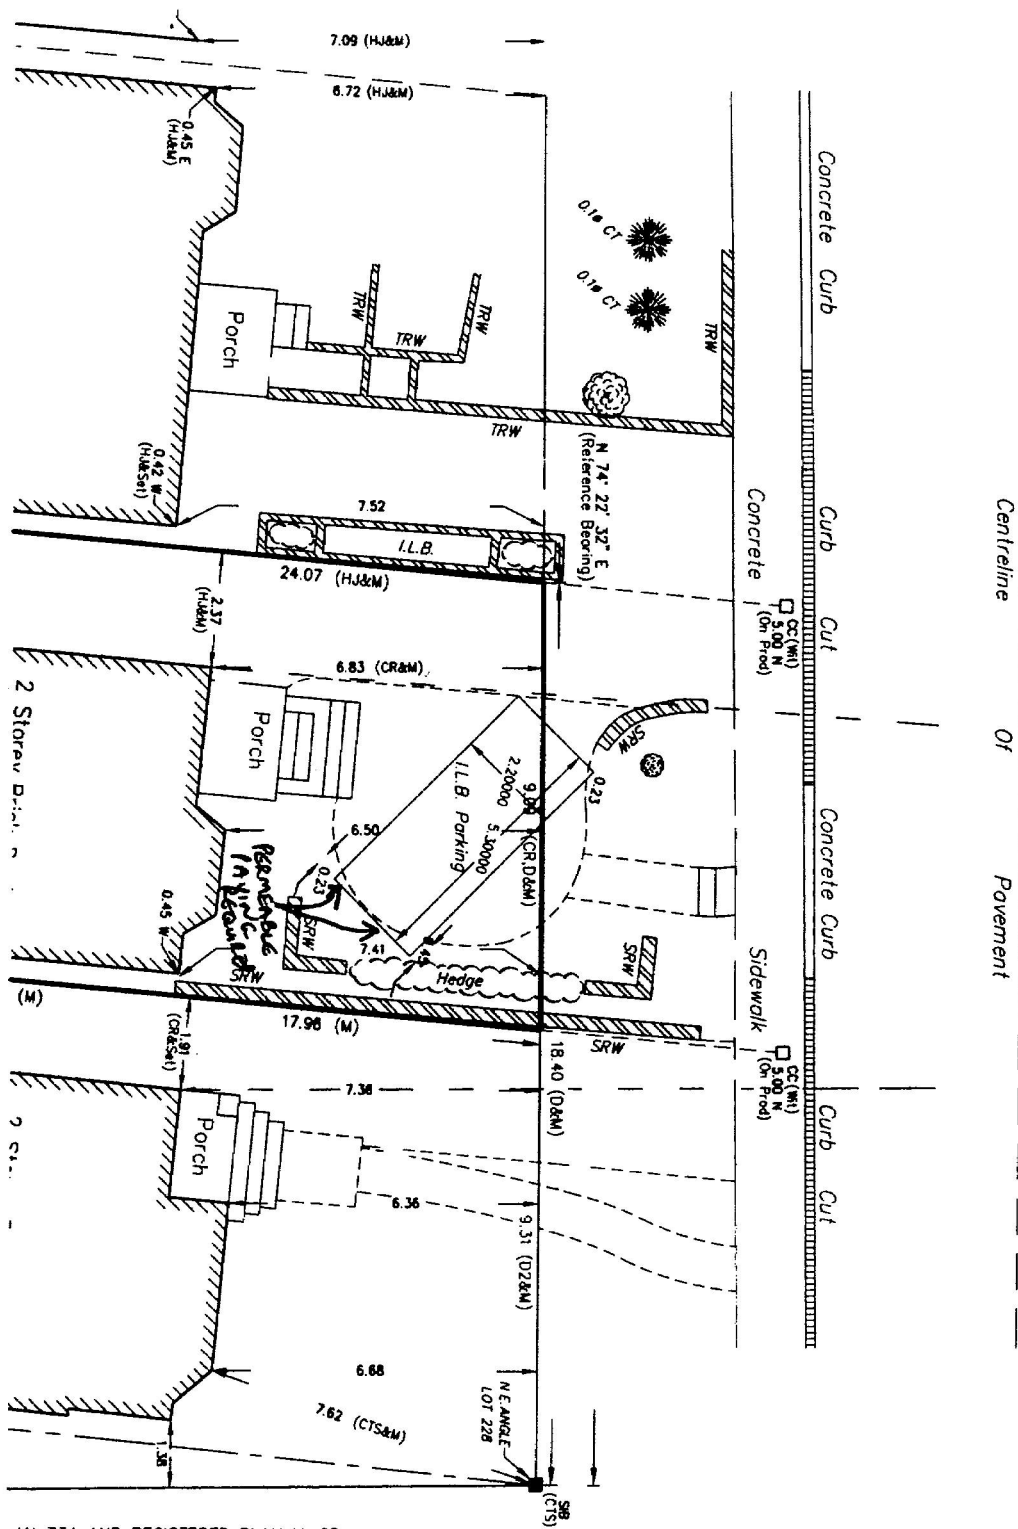 7.09 (HJ&M)
6.72 (HJ&M)
0.45 E
(HJ&M)
0.1ø CT
0.1ø CT
Concrete Curb
TRW
TRW
TRW
TRW
Porch
TRW
0.42 W
(HJ&Set)
N 74° 22' 32" E
(Reference Bearing)
7.52
I.L.B.
24.07 (HJ&M)
Concrete
Curb Cut
CC(Wit)
5.00 N
(On Prod)
Centreline Of Pavement
2.37
(HJ&M)
6.83 (CR&M)
2 Storey
Porch
SRW
0.23
2.20000
9.09 (CR,D&M)
5.30000
I.L.B. Parking
6.50
0.23
PERMEABLE
PAVING
REQUIRED
7.41
SRW
Hedge
SRW
Concrete Curb
Sidewalk
0.45 W
SRW
(M)
17.96 (M)
SRW
1.91
(CR&Set)
18.40 (D&M)
CC(Wit)
5.00 N
(On Prod)
7.36
Porch
Curb Cut
6.36
9.31 (D2&M)
6.68
7.62 (CTS&M)
N.E.ANGLE
LOT 228
1.38
SIB
(CTS)